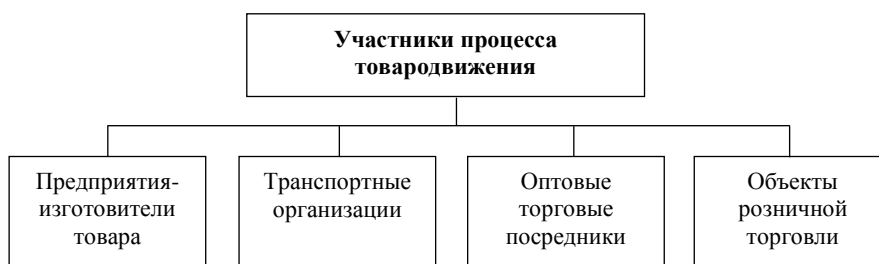 Участники процесса
товародвижения
Предприятия-
изготовители
товара
Транспортные
организации
Оптовые
торговые
посредники
Объекты
розничной
торговли